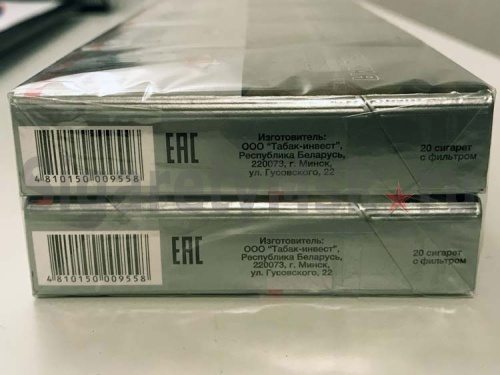 4 810150 009558
EAC
Изготовитель:
ООО "Табак-инвест",
Республика Беларусь,
220073, г. Минск,
ул. Гусовского, 22
20 сигарет
с фильтром
4 810150 009558
EAC
Изготовитель:
ООО "Табак-инвест",
Республика Беларусь,
220073, г. Минск,
ул. Гусовского, 22
20 сигарет
с фильтром